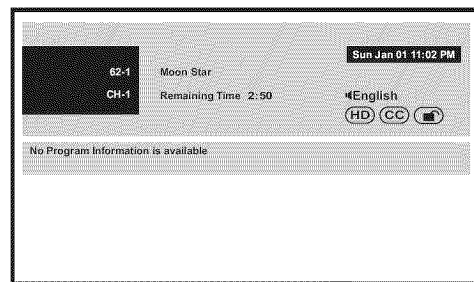 Sun Jan 01 11:02 PM
62-1 Moon Star
CH-1 Remaining Time 2:50 English
HD CC
No Program Information is available